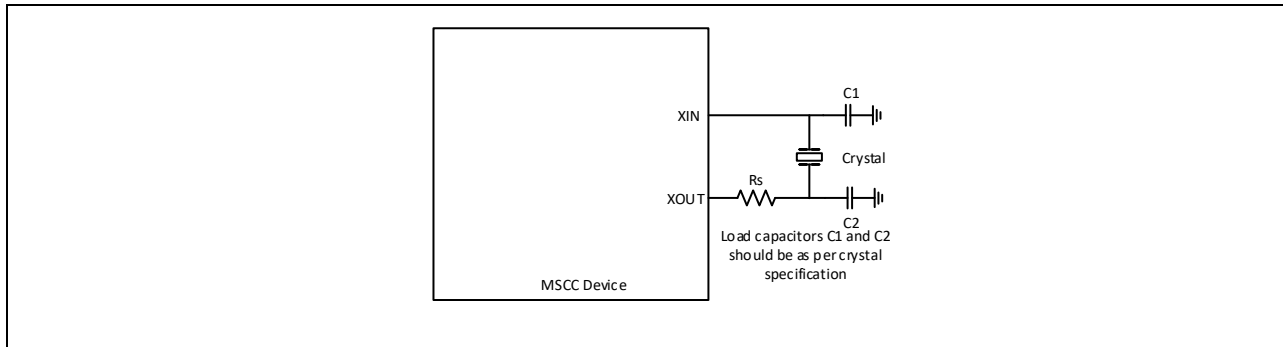 C1
XIN
Crystal
Rs
XOUT
C2
Load capacitors C1 and C2
should be as per crystal
specification
MSCC Device